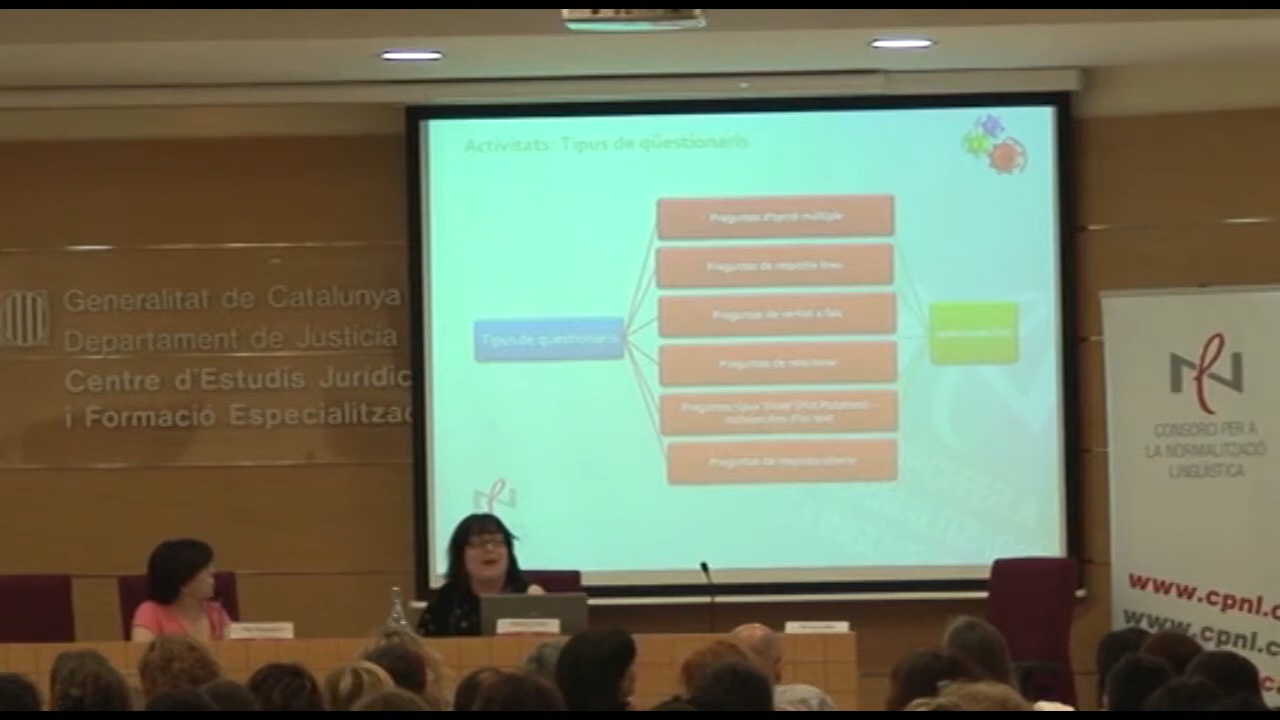 Activitats: Tipus de qüestionaris
Preguntes d'opció múltiple
Preguntes de resposta breu
Preguntes de veritat o fals
Tipus de qüestionaris
Preguntes de relacionar
Preguntes
Preguntes de resposta oberta
Generalitat de Catalunya
Departament de Justícia
Centre d'Estudis Jurídic
i Formació Especialitzac
CONSORCI PER A
LA NORMALITZACIÓ
LINGÜÍSTICA
www.cpnl.c
www.cpnl.c